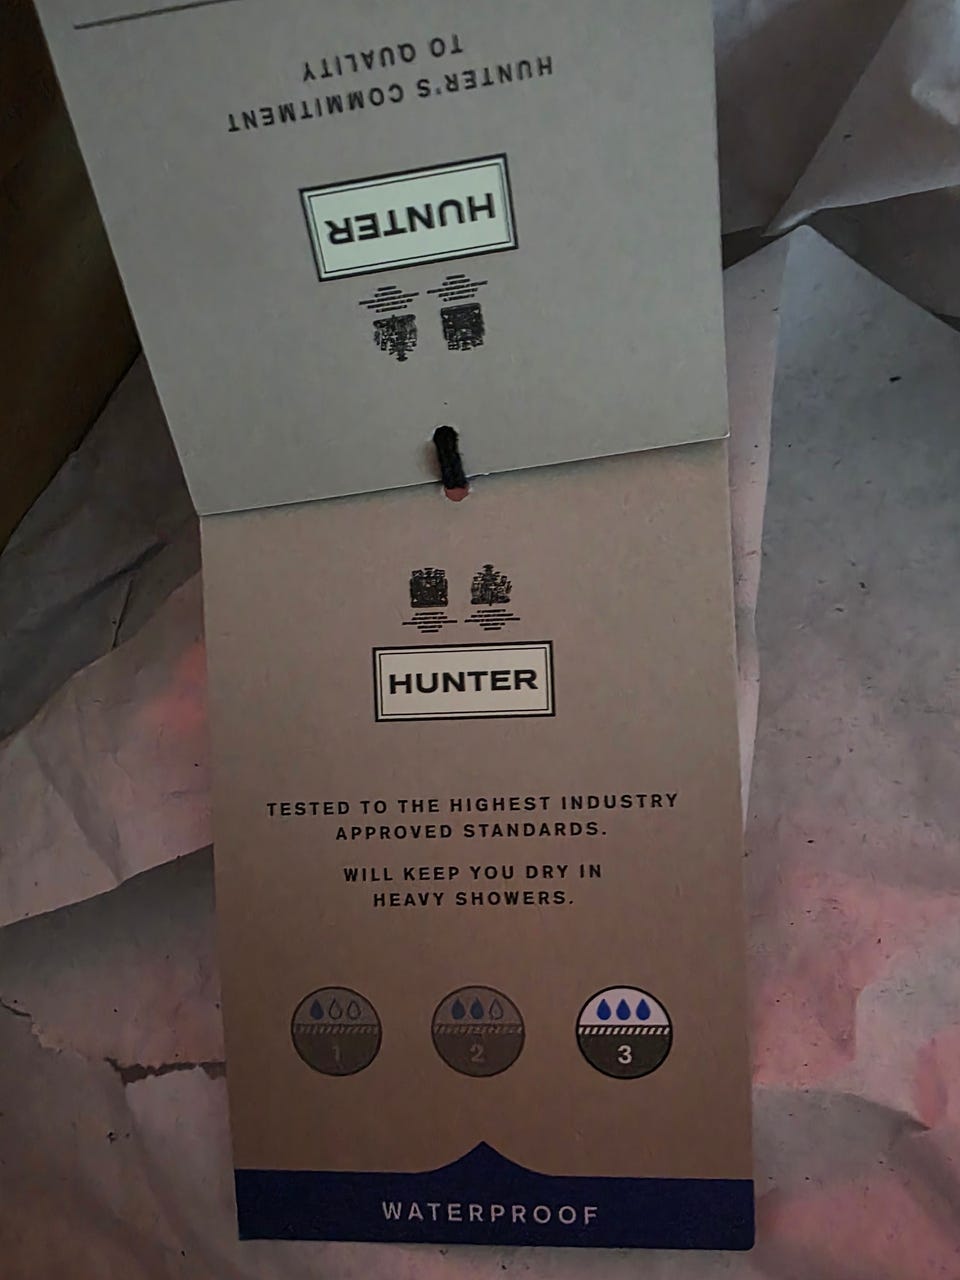 HUNTER'S COMMITMENT
TO QUALITY
HUNTER
HUNTER
TESTED TO THE HIGHEST INDUSTRY
APPROVED STANDARDS.
WILL KEEP YOU DRY IN
HEAVY SHOWERS.
1 2 3
WATERPROOF